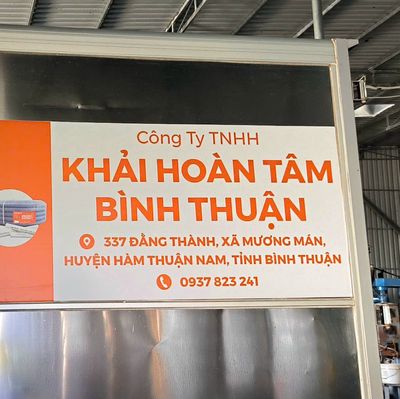 Công Ty TNHH
KHẢI HOÀN TÂM
BÌNH THUẬN
337 ĐẰNG THÀNH, XÃ MƯƠNG MÁN,
HUYỆN HÀM THUẬN NAM, TỈNH BÌNH THUẬN
0937 823 241